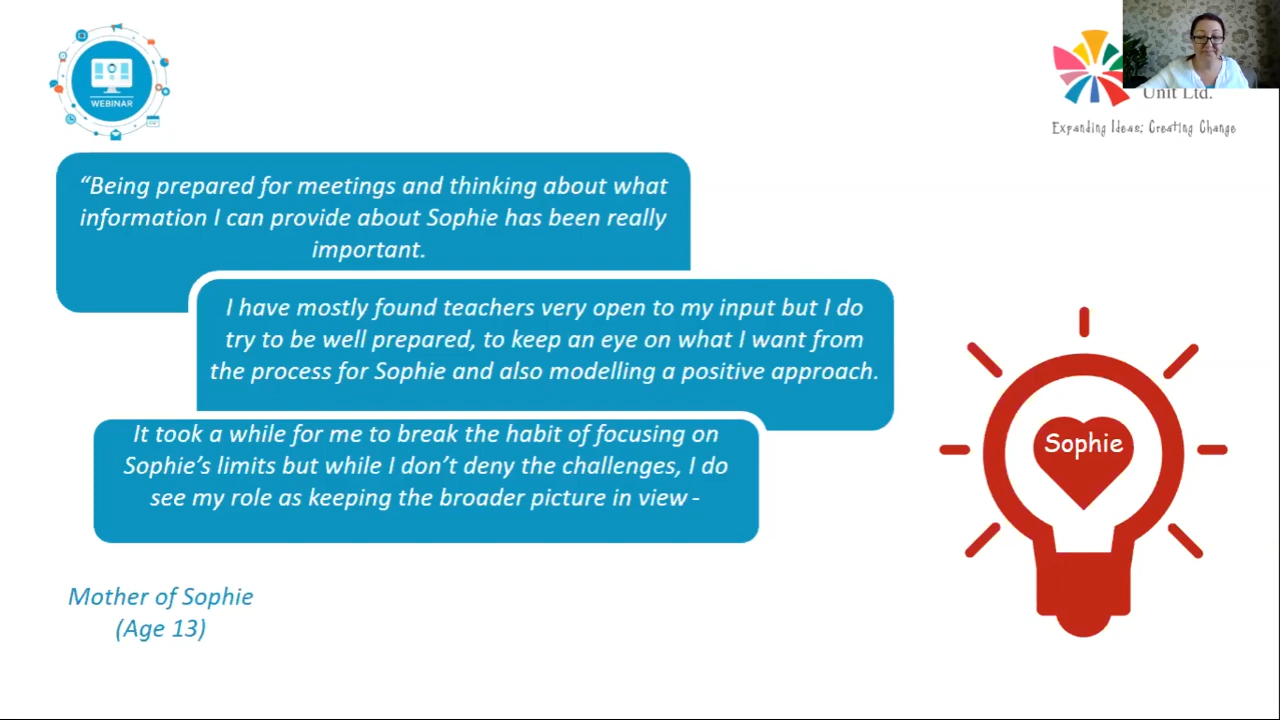 WEBINAR
Unit Ltd.
Expanding Ideas; Creating Change
“Being prepared for meetings and thinking about what
information I can provide about Sophie has been really
important.
I have mostly found teachers very open to my input but I do
try to be well prepared, to keep an eye on what I want from
the process for Sophie and also modelling a positive approach.
It took a while for me to break the habit of focusing on
Sophie’s limits but while I don’t deny the challenges, I do
see my role as keeping the broader picture in view -
Sophie
Mother of Sophie
(Age 13)